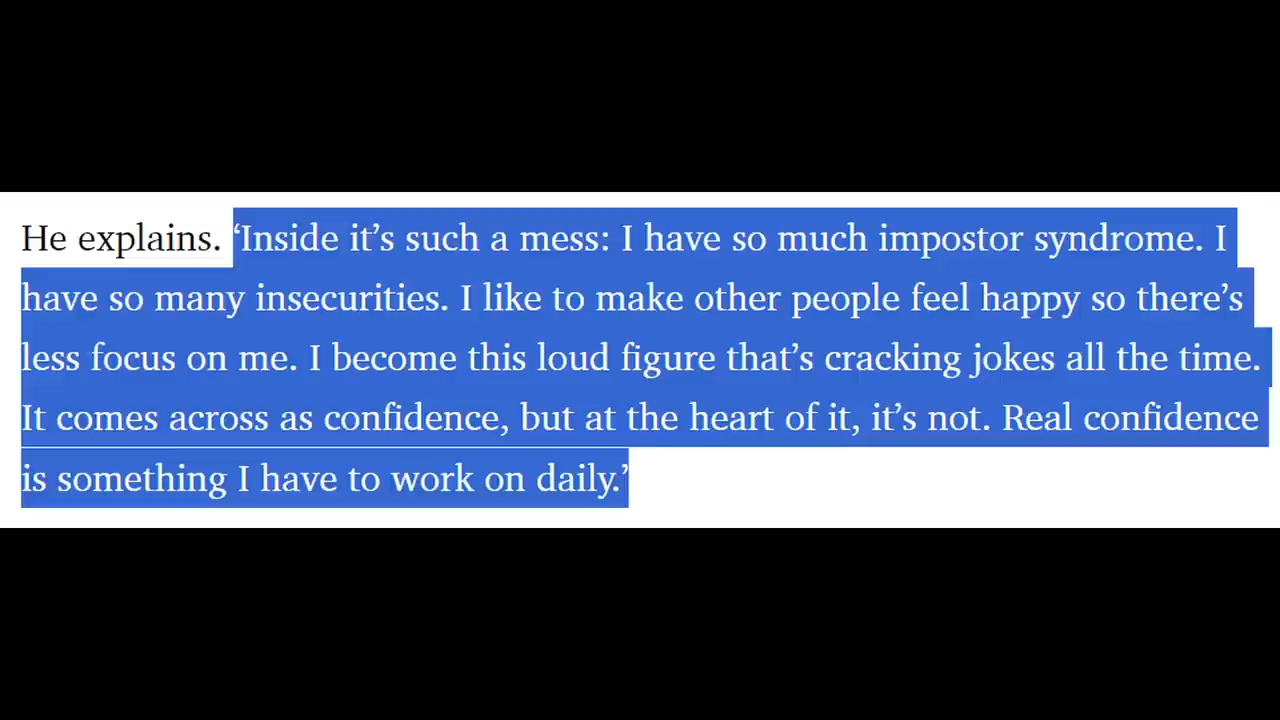 He explains. ‘Inside it’s such a mess: I have so much impostor syndrome. I
have so many insecurities. I like to make other people feel happy so there’s
less focus on me. I become this loud figure that’s cracking jokes all the time.
It comes across as confidence, but at the heart of it, it’s not. Real confidence
is something I have to work on daily.’